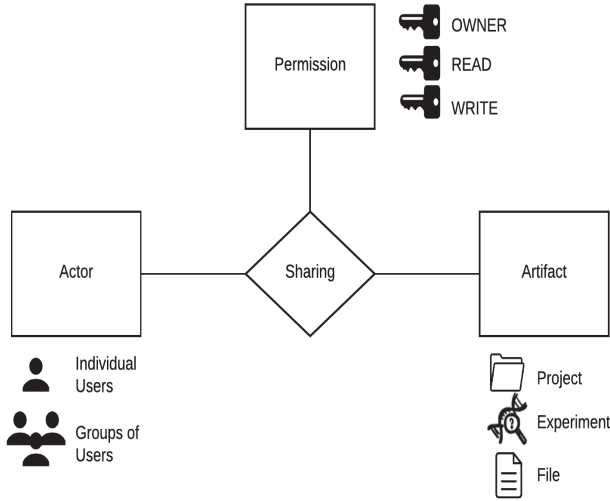 Permission
OWNER
READ
WRITE
Actor
Sharing
Artifact
Individual
Users
Groups of
Users
Project
Experiment
File